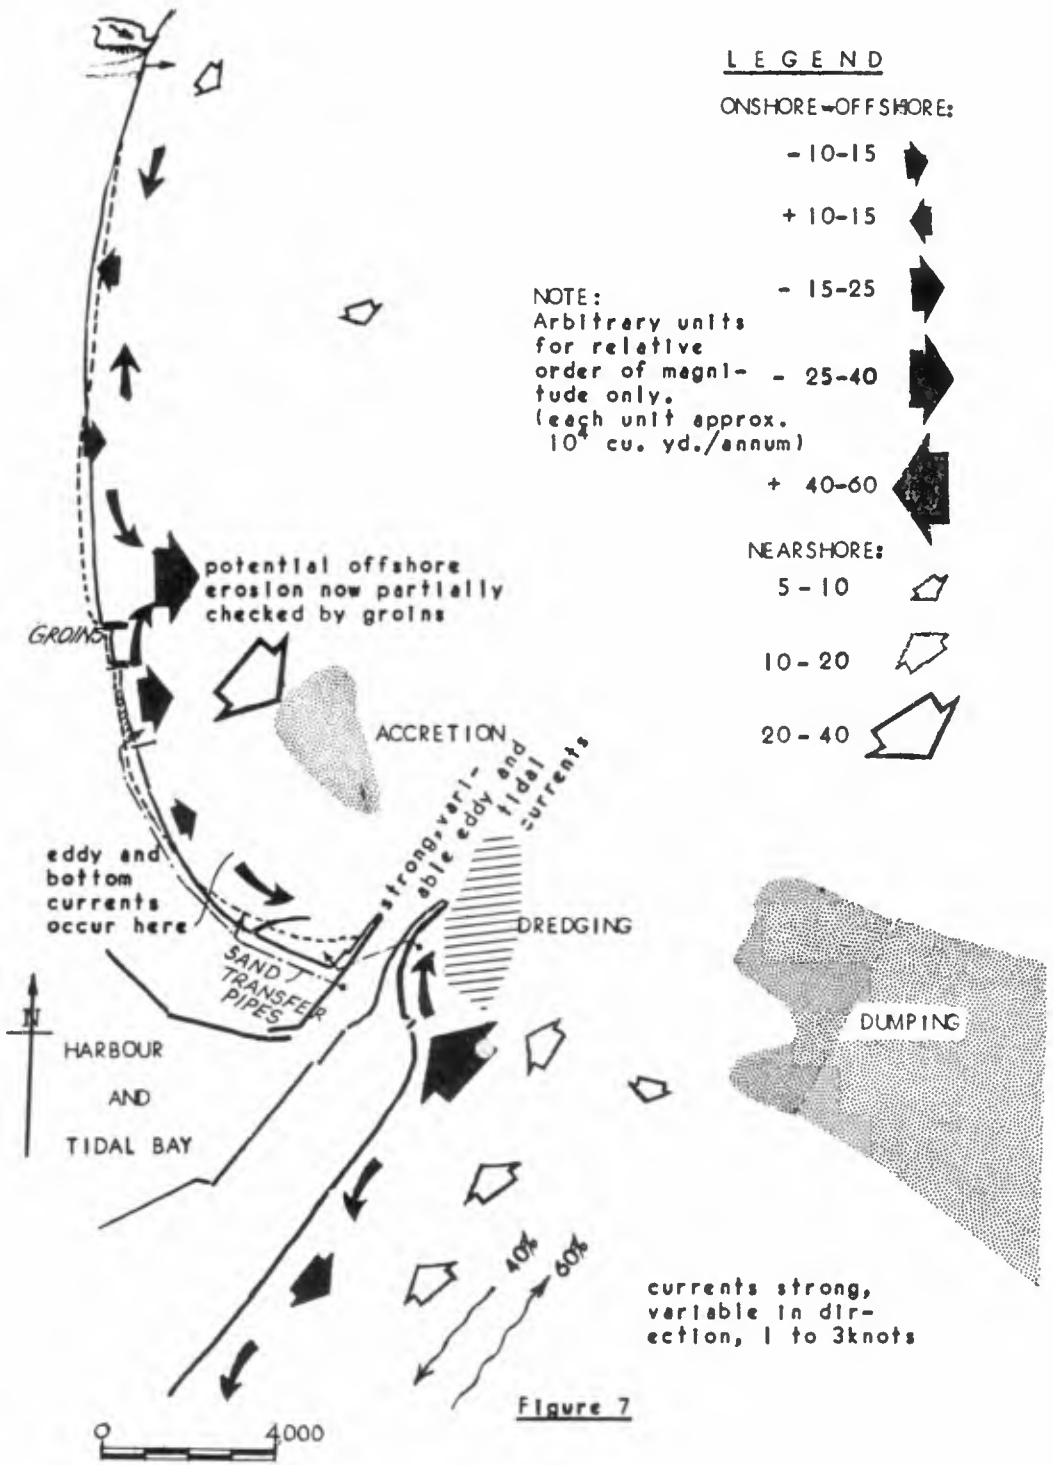 LEGEND
ONSHORE-OFFSHORE:
- 10-15
+ 10-15
- 15-25
- 25-40
+ 40-60
NEARSHORE:
5-10
10-20
20-40
NOTE:
Arbitrary units
for relative
order of magni-
tude only.
(each unit approx.
10⁴ cu. yd./annum)
potential offshore
erosion now partially
checked by groins
GROINS
ACCRETION
strong, vari-
able eddy and
tidal
currents
eddy and
bottom
currents
occur here
DREDGING
SAND
TRANSFER
PIPES
DUMPING
N
HARBOUR
AND
TIDAL BAY
40%
60%
currents strong,
variable in dir-
ection, 1 to 3knots
Figure 7
0 4,000